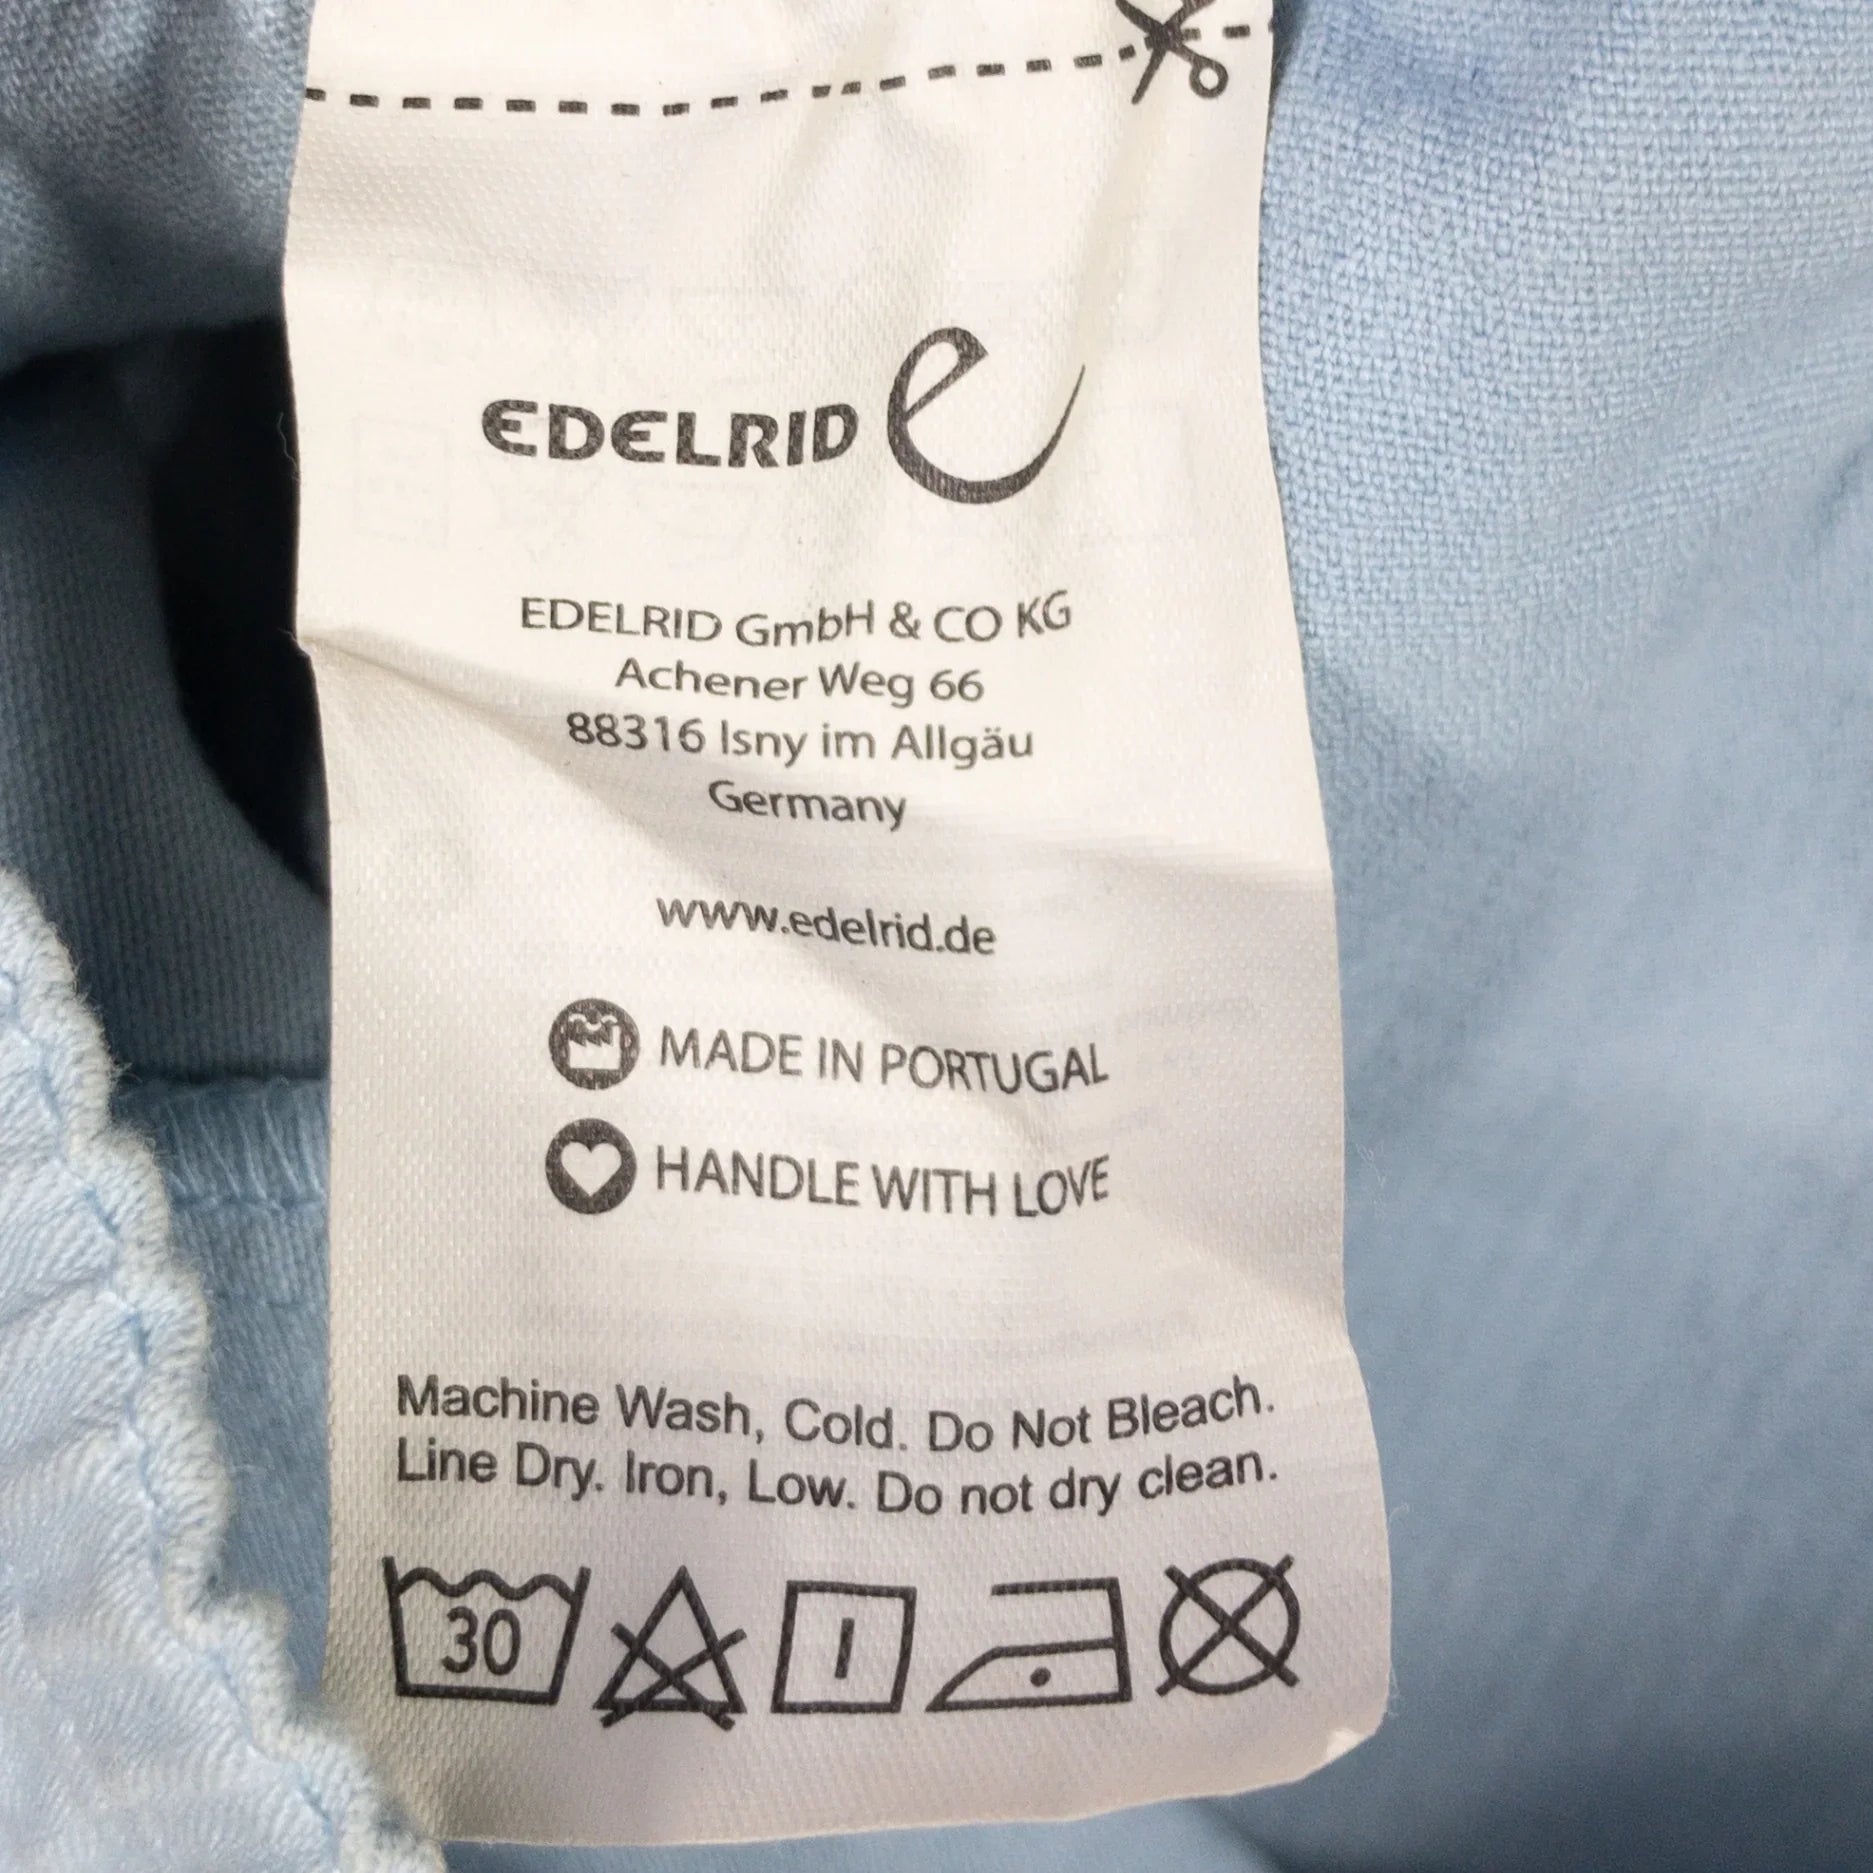 EDELRID e
EDELRID GmbH & CO KG
Achener Weg 66
88316 Isny im Allgäu
Germany
www.edelrid.de
MADE IN PORTUGAL
HANDLE WITH LOVE
Machine Wash, Cold. Do Not Bleach.
Line Dry. Iron, Low. Do not dry clean.
30